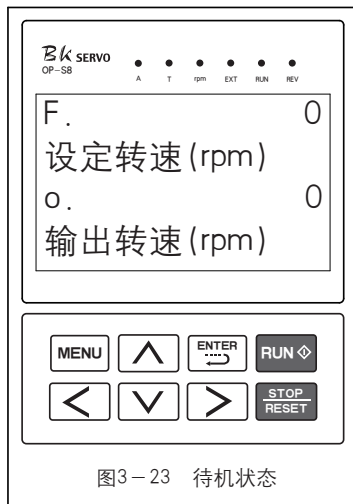 BK SERVO
OP-S8
A T rpm EXT RUN REV
F. 0
设定转速(rpm)
o. 0
输出转速(rpm)
MENU ENTER RUN
STOP
RESET
图3-23 待机状态